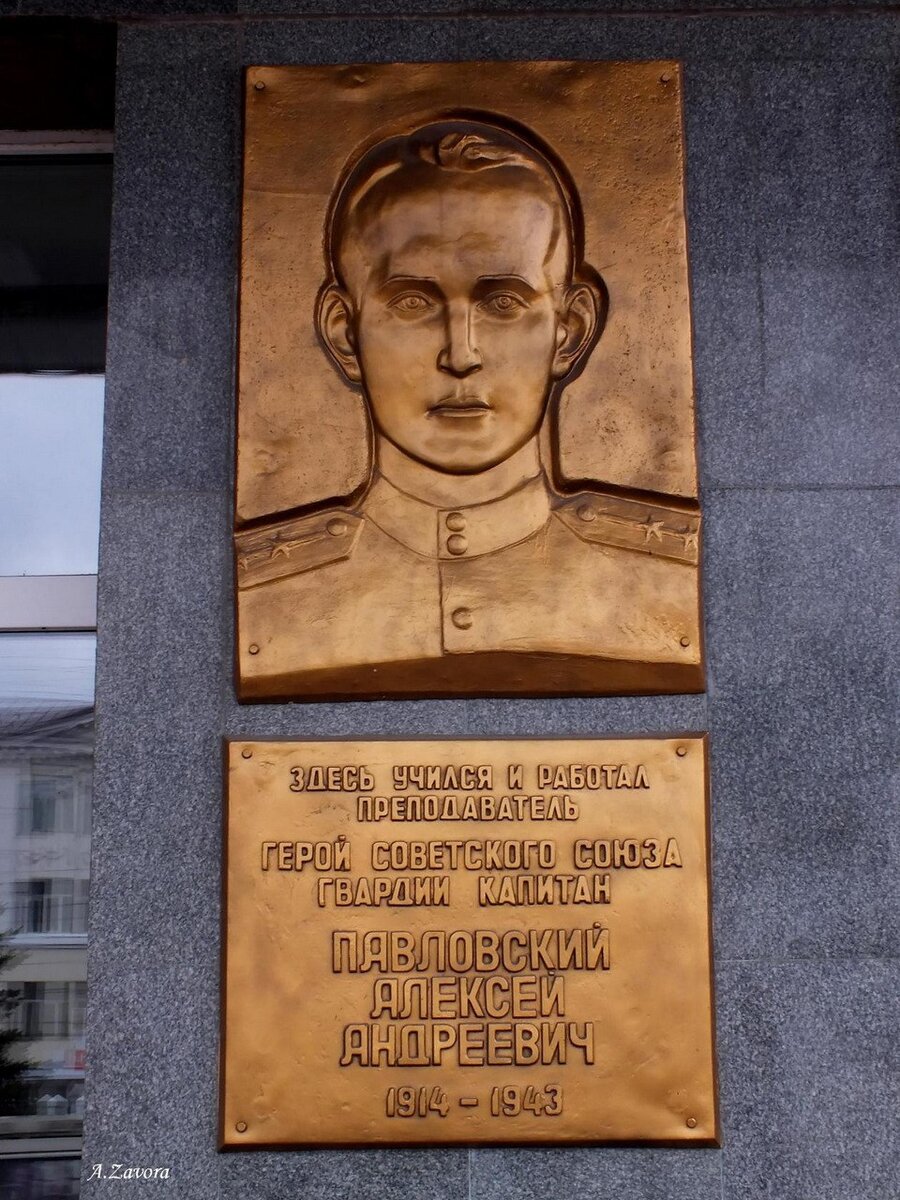 ЗДЕСЬ УЧИЛСЯ И РАБОТАЛ
ПРЕПОДАВАТЕЛЬ
ГЕРОЙ СОВЕТСКОГО СОЮЗА
ГВАРДИИ КАПИТАН
ПАВЛОВСКИЙ
АЛЕКСЕЙ
АНДРЕЕВИЧ
1914 - 1943
A.Zavora